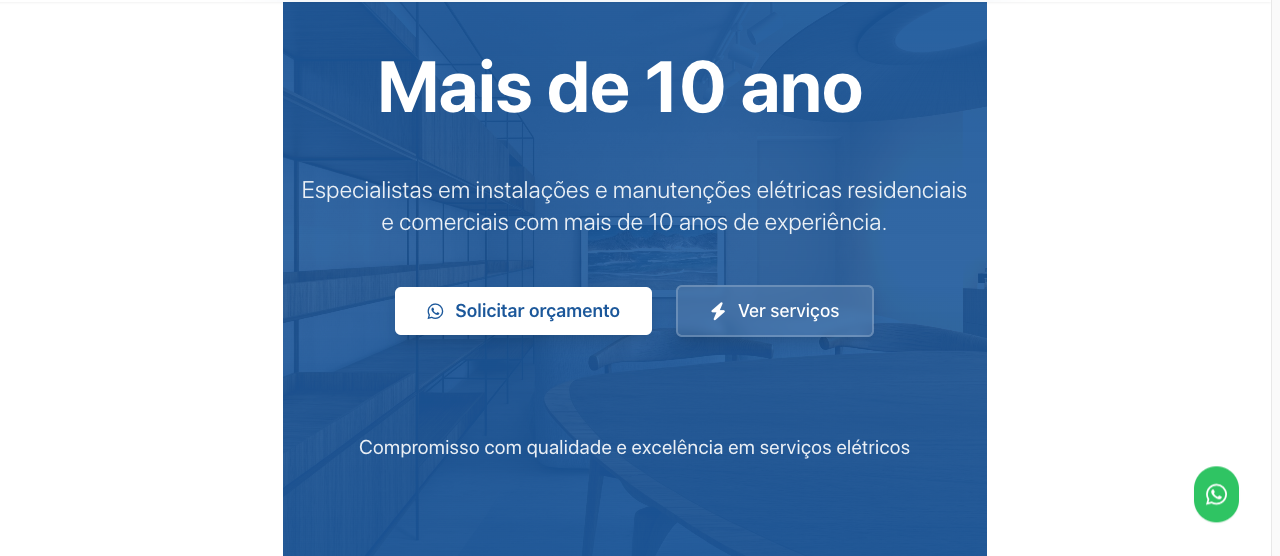 Mais de 10 ano
Especialistas em instalações e manutenções elétricas residenciais
e comerciais com mais de 10 anos de experiência.
Solicitar orçamento
Ver serviços
Compromisso com qualidade e excelência em serviços elétricos